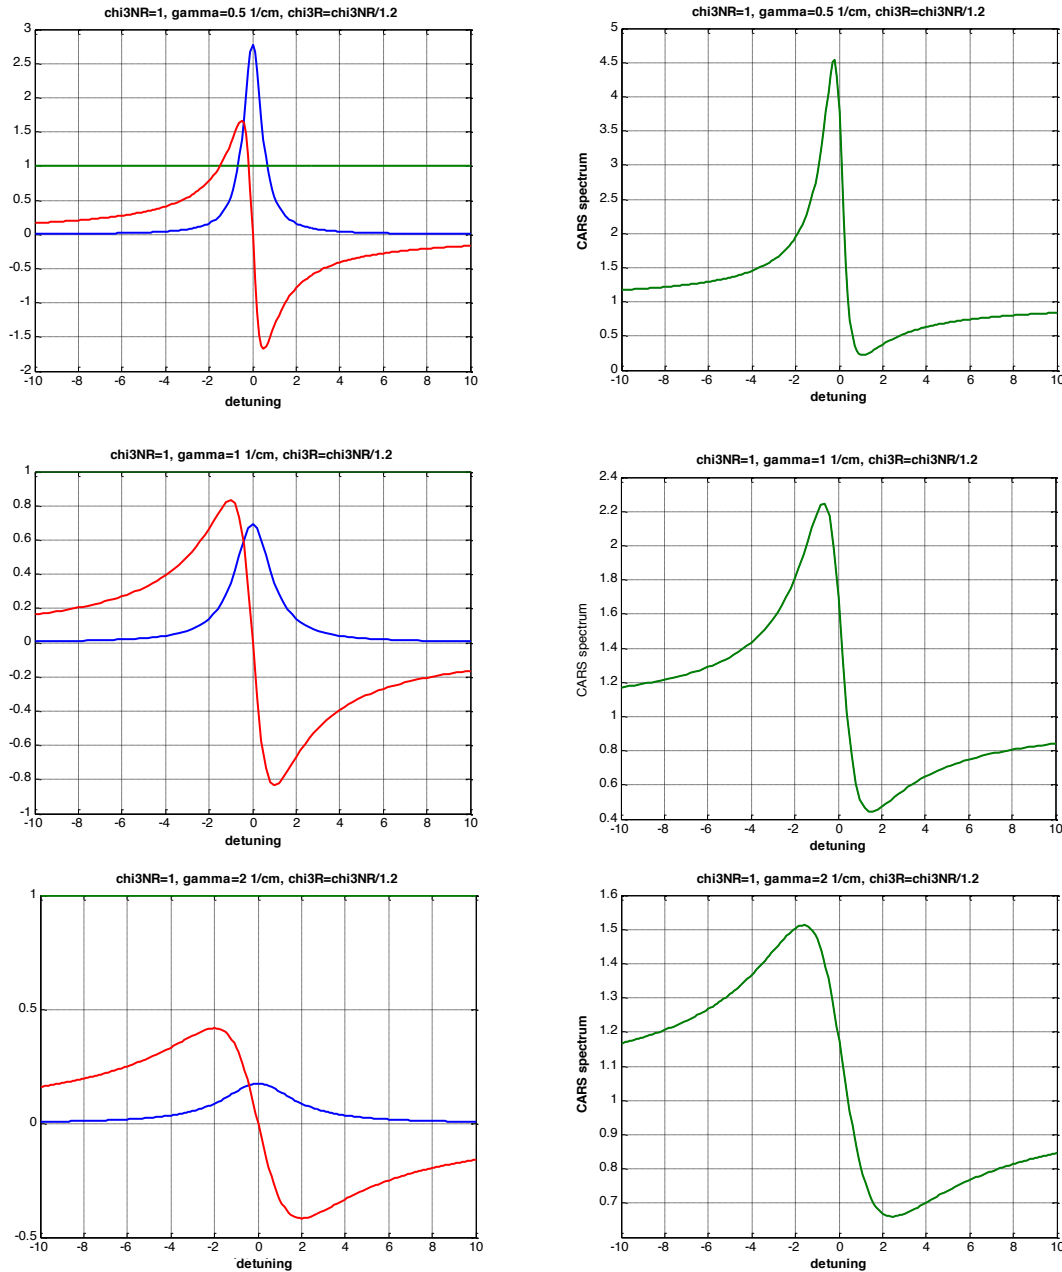 chi3NR=1, gamma=0.5 1/cm, chi3R=chi3NR/1.2
3
2.5
2
1.5
1
0.5
0
-0.5
-1
-1.5
-2
-10 -8 -6 -4 -2 0 2 4 6 8 10
detuning
chi3NR=1, gamma=0.5 1/cm, chi3R=chi3NR/1.2
CARS spectrum
5
4.5
4
3.5
3
2.5
2
1.5
1
0.5
0
-10 -8 -6 -4 -2 0 2 4 6 8 10
detuning
chi3NR=1, gamma=1 1/cm, chi3R=chi3NR/1.2
1
0.8
0.6
0.4
0.2
0
-0.2
-0.4
-0.6
-0.8
-1
-10 -8 -6 -4 -2 0 2 4 6 8 10
detuning
chi3NR=1, gamma=1 1/cm, chi3R=chi3NR/1.2
CARS spectrum
2.4
2.2
2
1.8
1.6
1.4
1.2
1
0.8
0.6
0.4
-10 -8 -6 -4 -2 0 2 4 6 8 10
detuning
chi3NR=1, gamma=2 1/cm, chi3R=chi3NR/1.2
1
0.5
0
-0.5
-10 -8 -6 -4 -2 0 2 4 6 8 10
detuning
chi3NR=1, gamma=2 1/cm, chi3R=chi3NR/1.2
CARS spectrum
1.6
1.5
1.4
1.3
1.2
1.1
1
0.9
0.8
0.7
-10 -8 -6 -4 -2 0 2 4 6 8 10
detuning